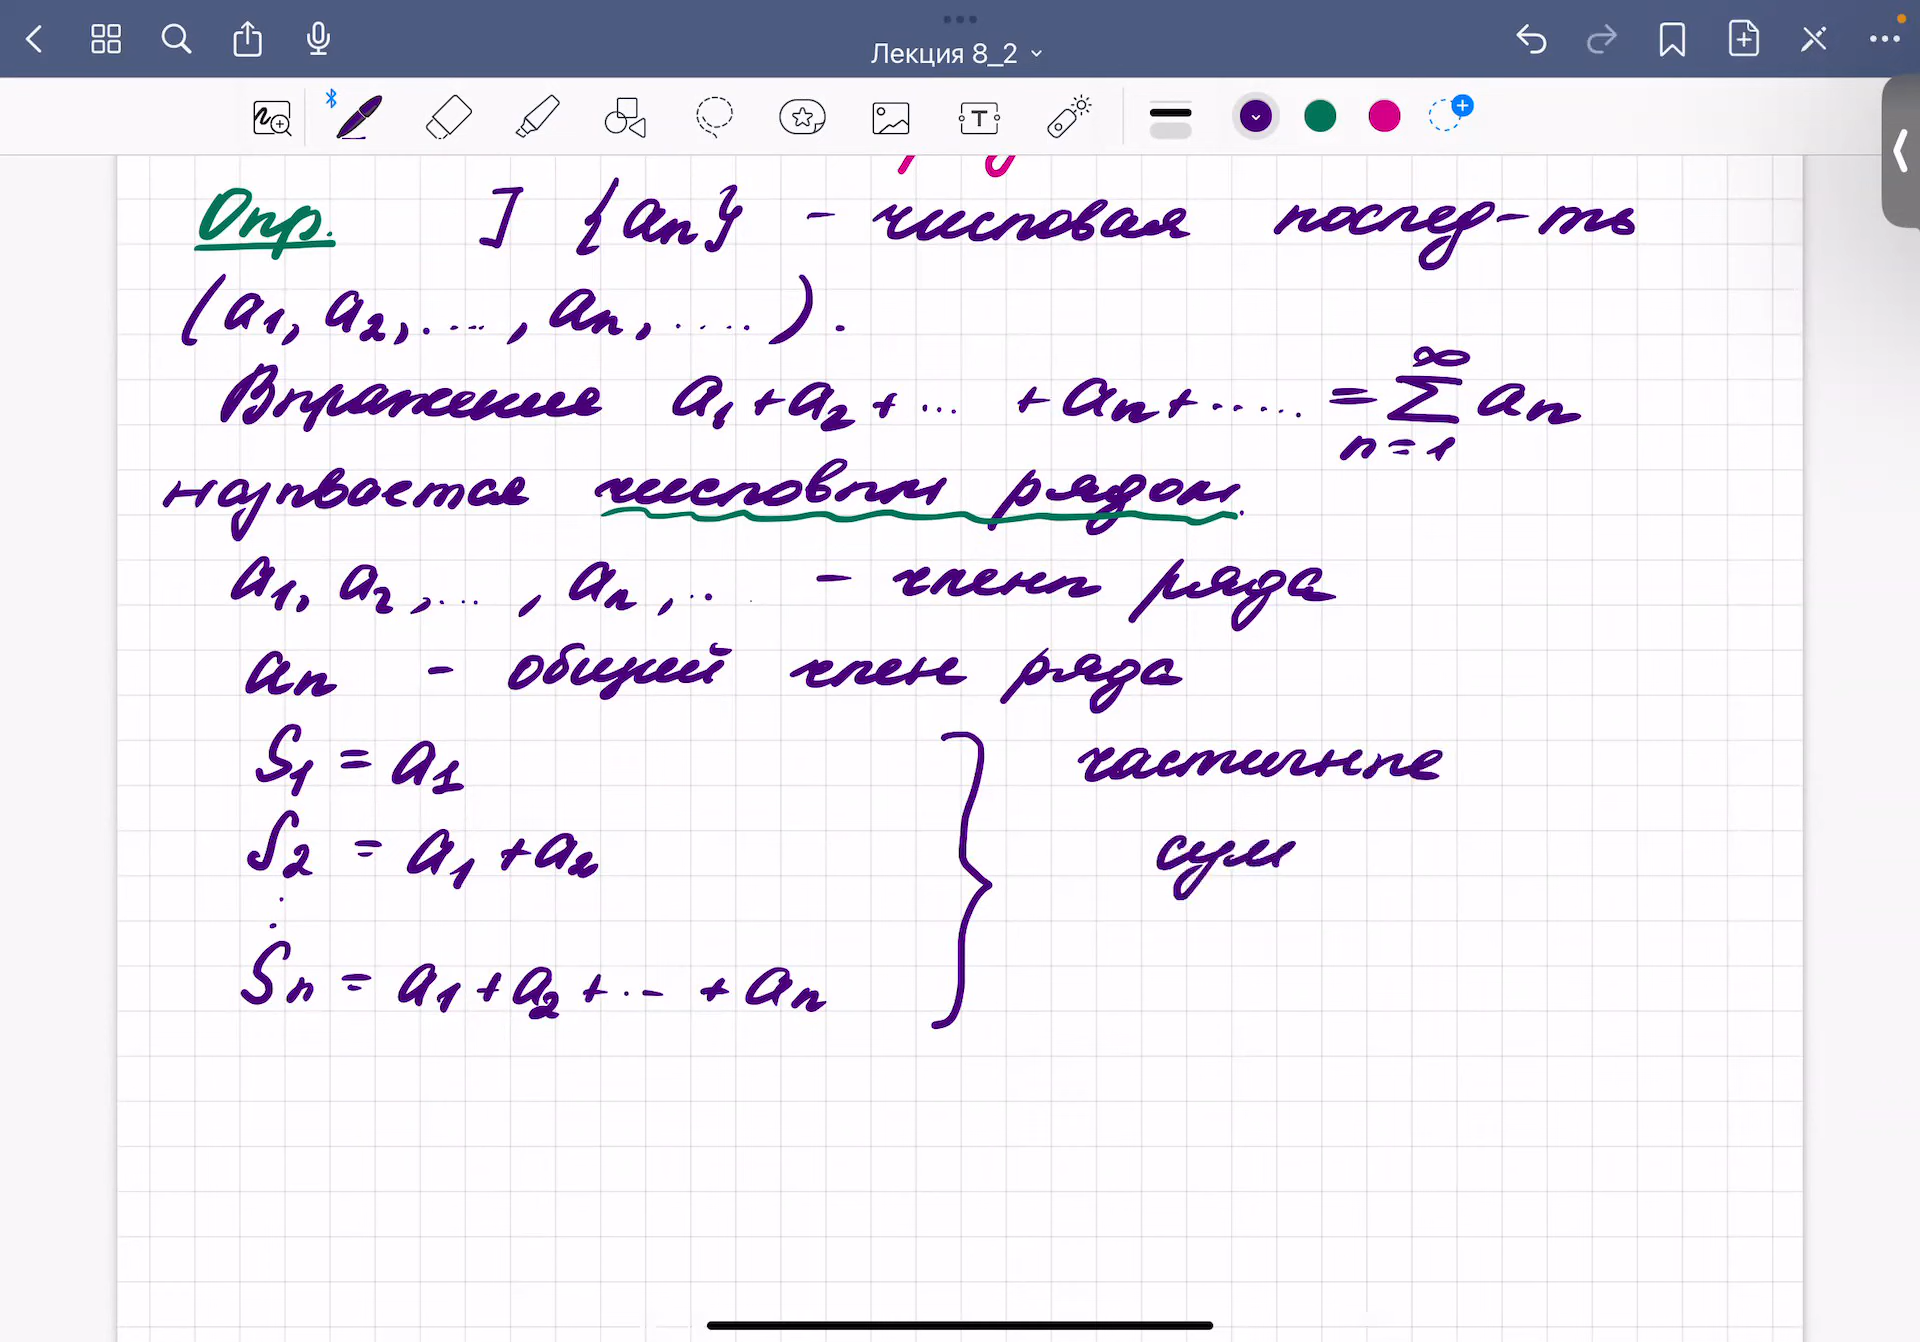 Лекция 8_2
Опр. ] {an} - числовая послед-ть
(a1, a2, ...., an, .....).
Выражение a1 + a2 + ... + an + ...... = ∞∑n=1 an
называется числовым рядом.
a1, a2, ..., an, .. - члены ряда
an - общий член ряда
S1 = a1
частичные
S2 = a1 + a2
сум
⋮
Sn = a1 + a2 + ... + an